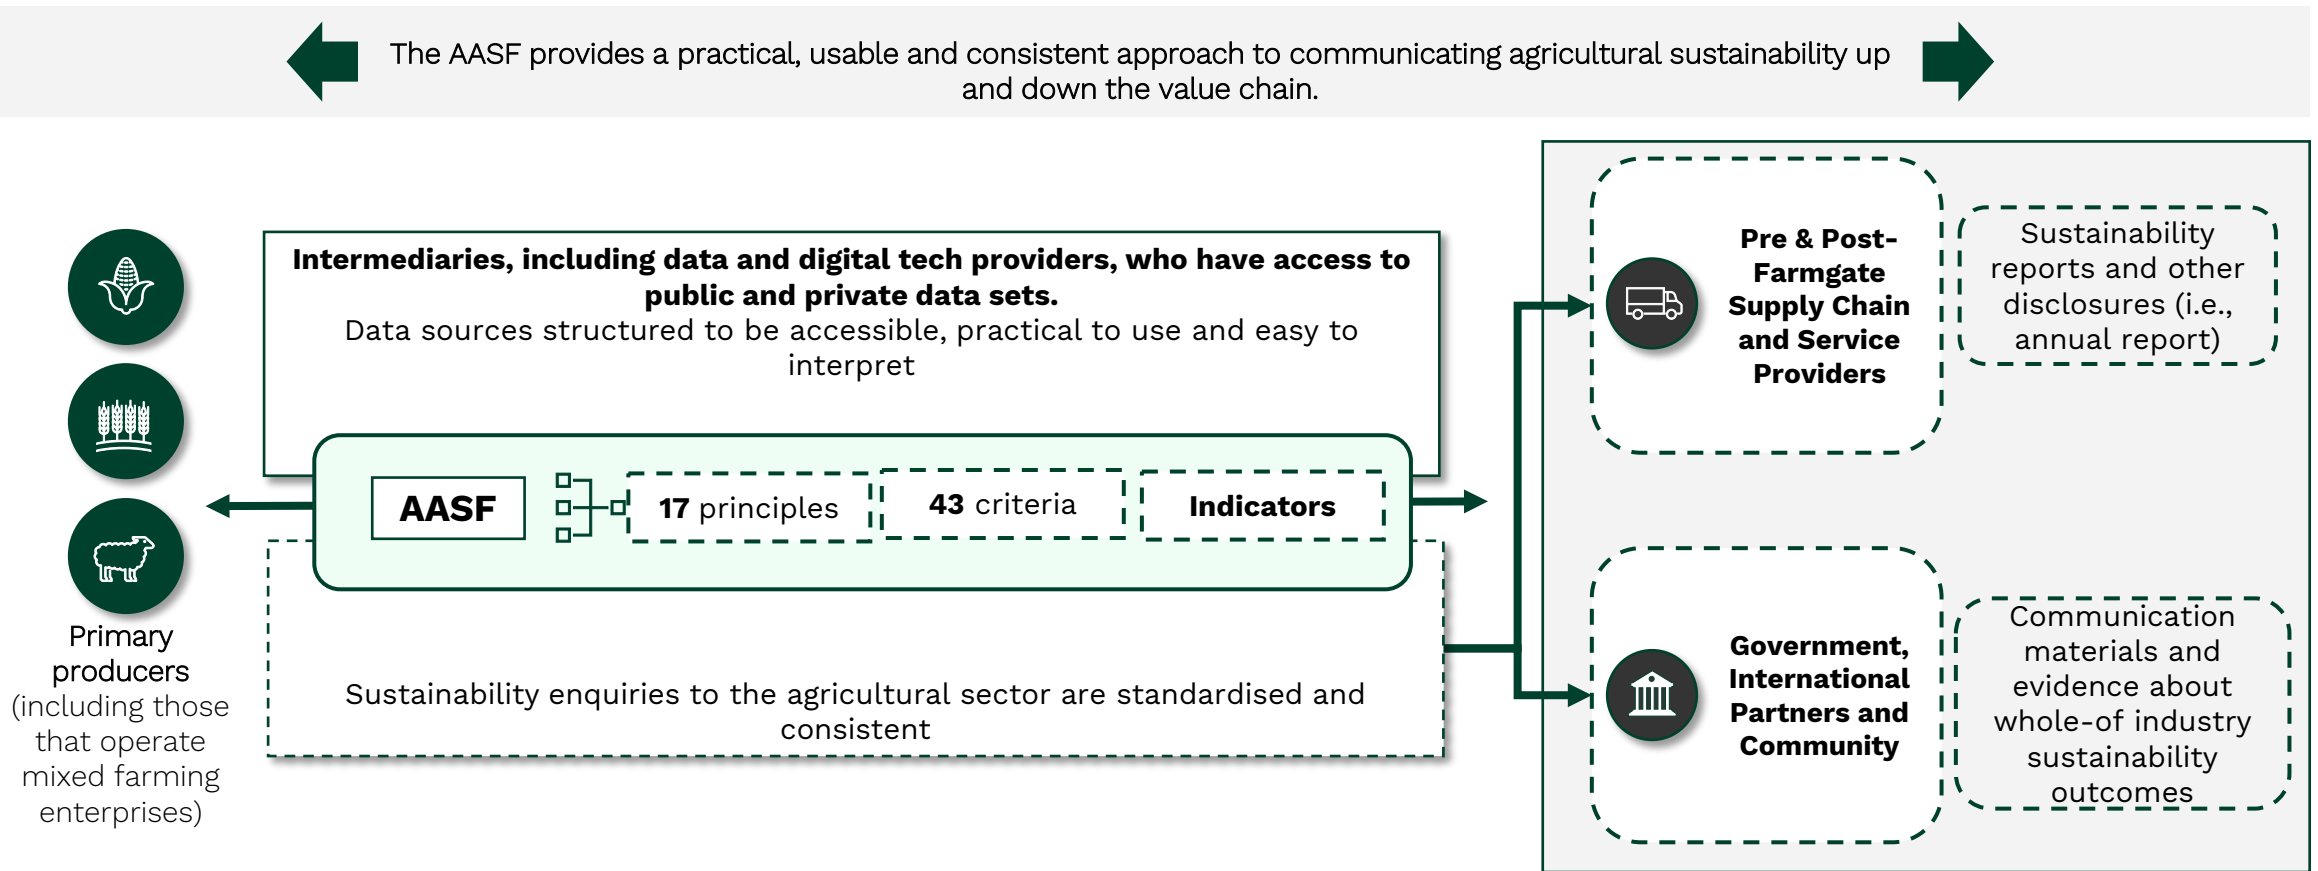 The AASF provides a practical, usable and consistent approach to communicating agricultural sustainability up
and down the value chain.
Intermediaries, including data and digital tech providers, who have access to
public and private data sets.
Data sources structured to be accessible, practical to use and easy to
interpret
AASF
17 principles
43 criteria
Indicators
Sustainability enquiries to the agricultural sector are standardised and
consistent
Primary
producers
(including those
that operate
mixed farming
enterprises)
Pre & Post-
Farmgate
Supply Chain
and Service
Providers
Sustainability
reports and other
disclosures (i.e.,
annual report)
Government,
International
Partners and
Community
Communication
materials and
evidence about
whole-of industry
sustainability
outcomes